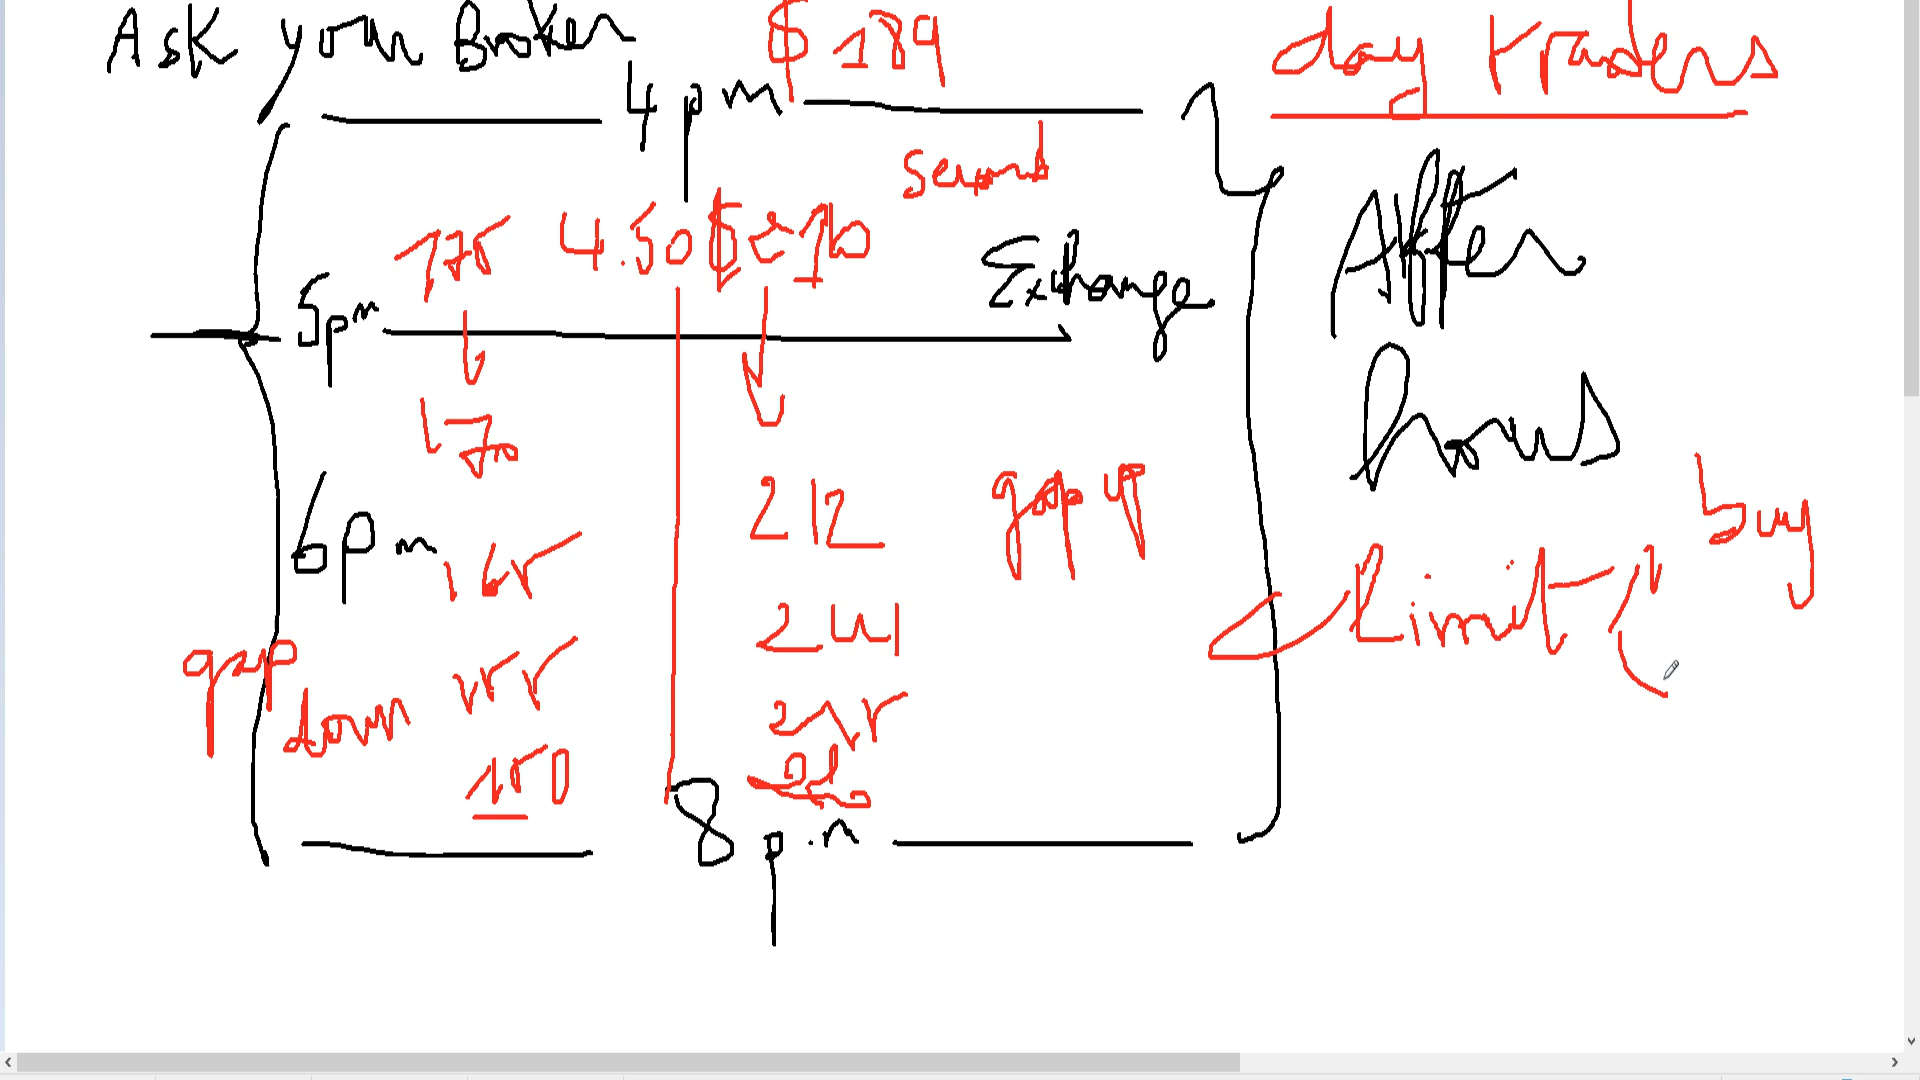 Ask your Broker $ 189 day traders
4 pm
second
175 4.50 $ 210
After
5pm Exchange
170
hours
212 gap up
buy
6pm 165
Limit
241
gap
down 155
150
8 p.m